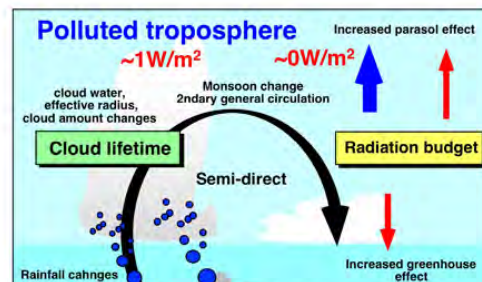 Polluted troposphere
Increased parasol effect
~1W/m²
~0W/m²
Monsoon change
2ndary general circulation
cloud water,
effective radius,
cloud amount changes
Cloud lifetime
Radiation budget
Semi-direct
Rainfall cahnges
Increased greenhouse
effect